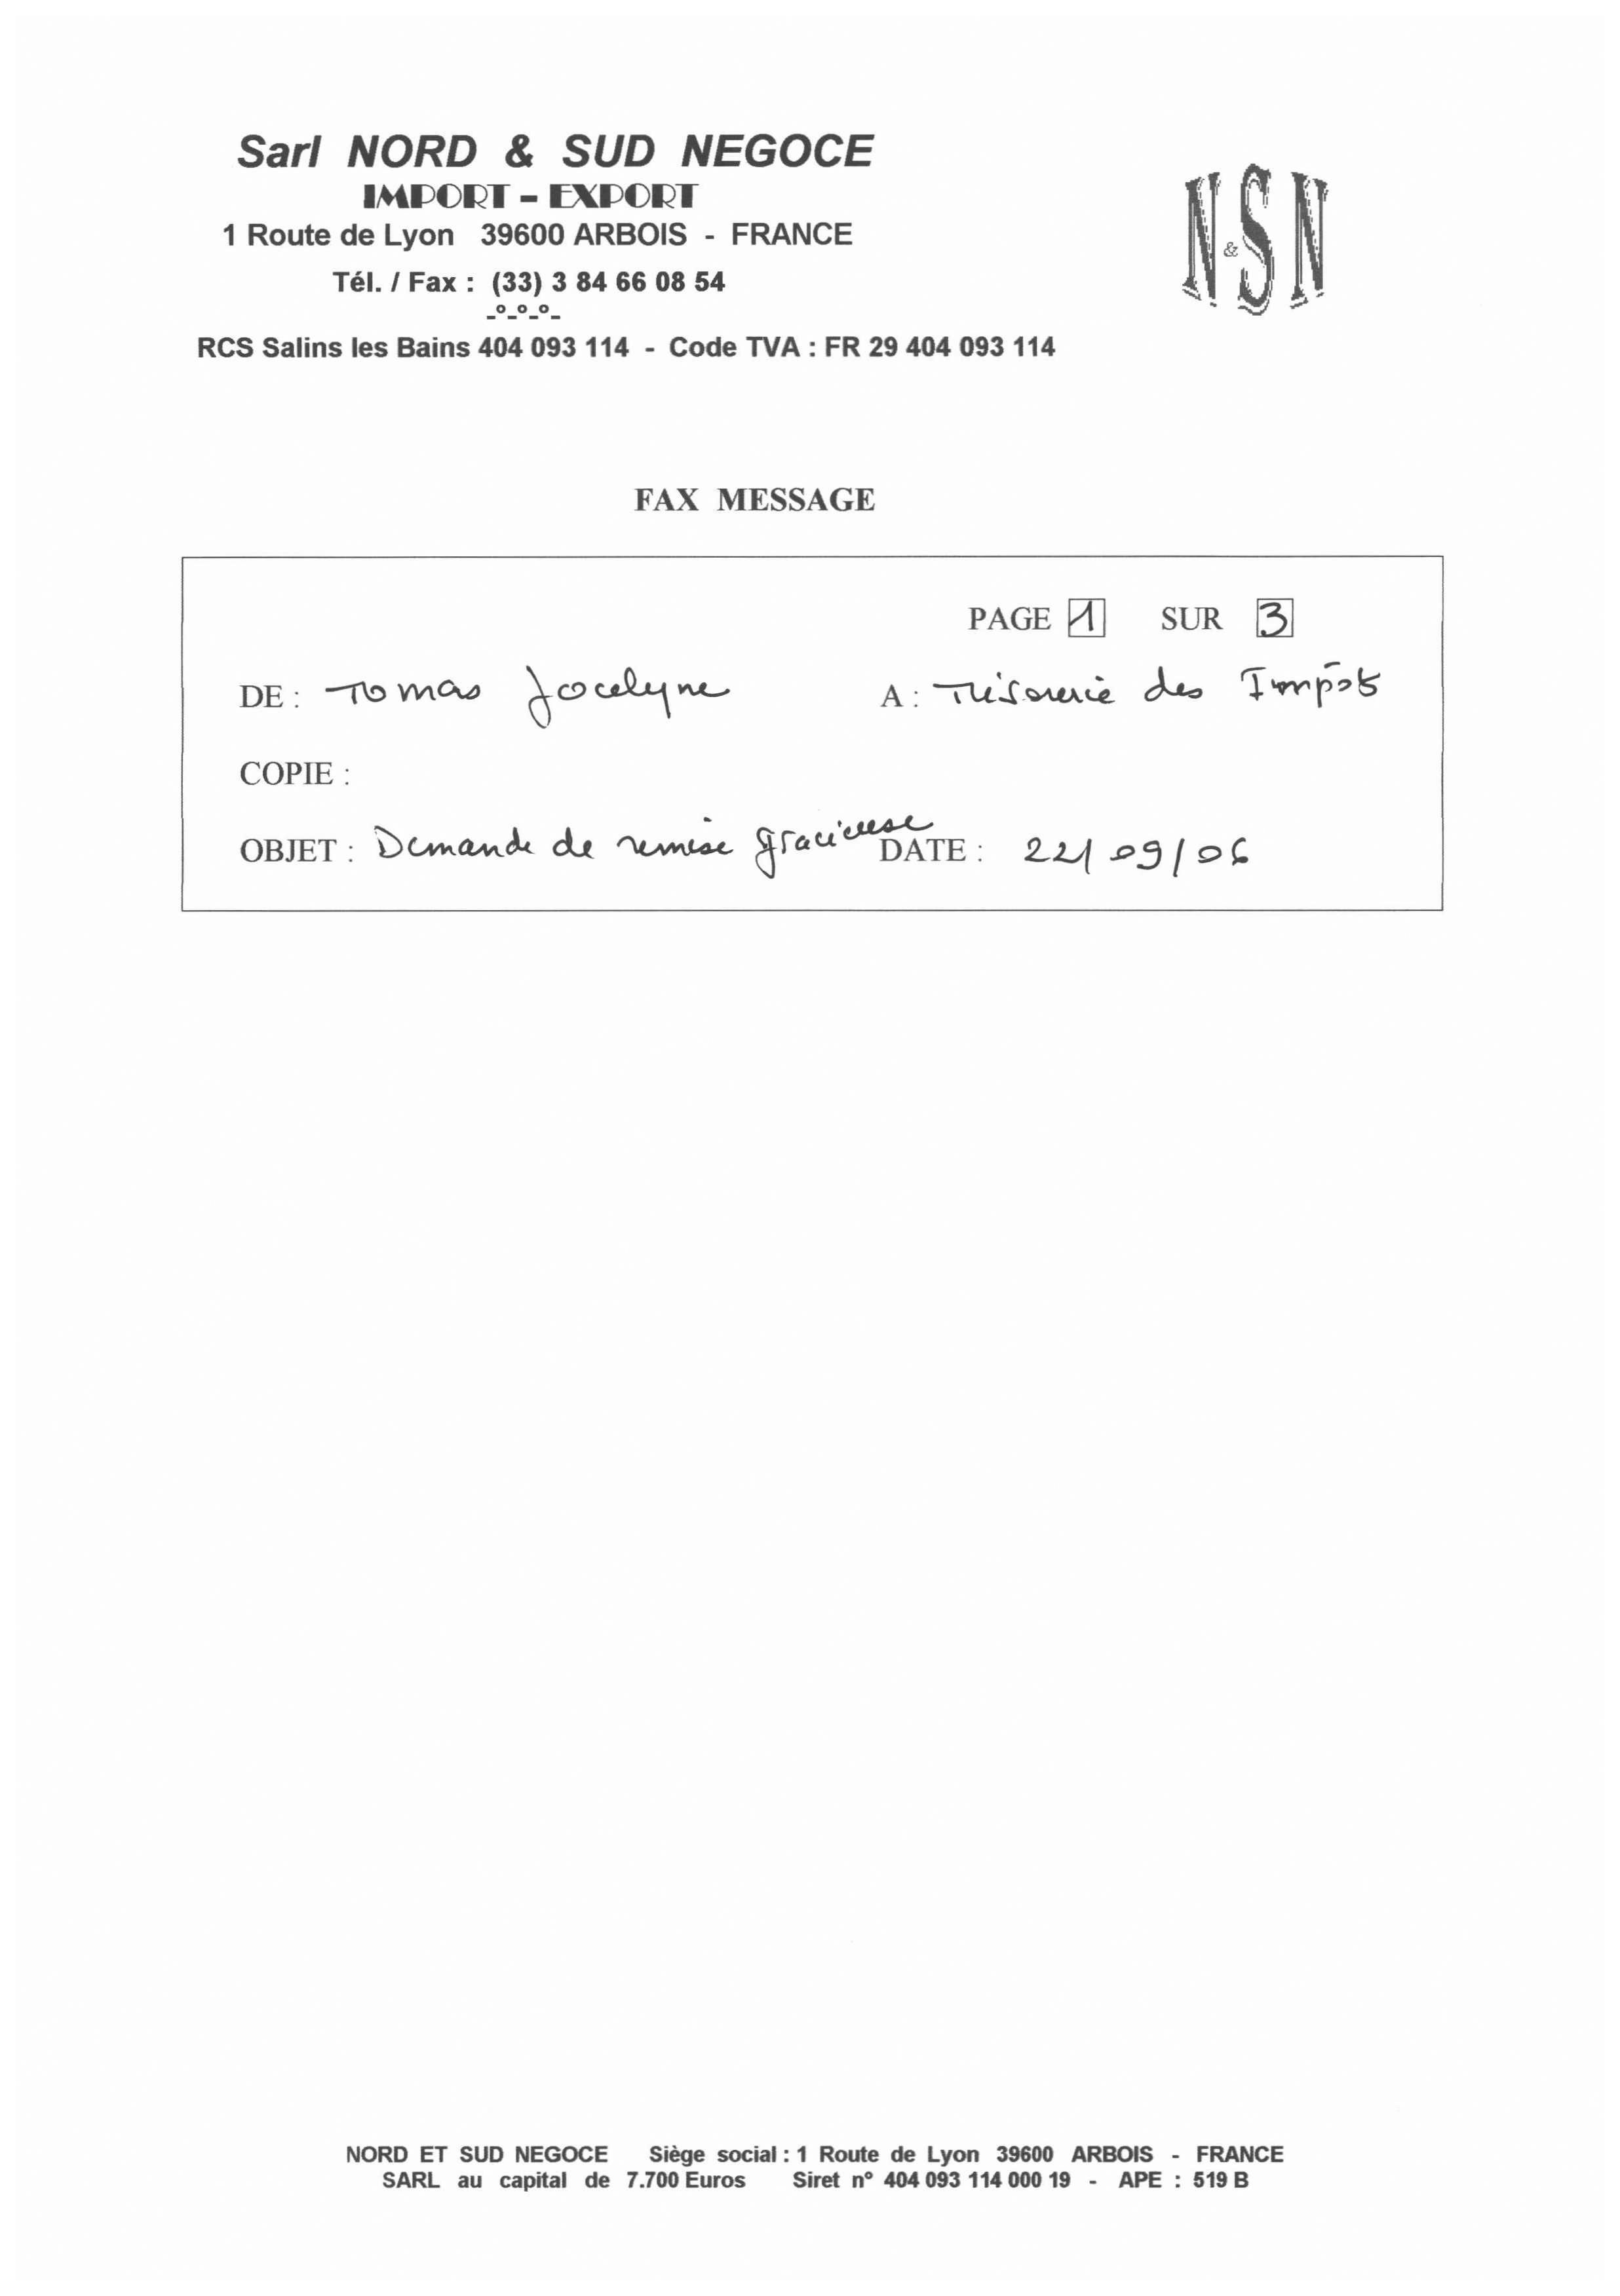 Sarl NORD & SUD NEGOCE
IMPORT - EXPORT
1 Route de Lyon 39600 ARBOIS - FRANCE
Tél. / Fax : (33) 3 84 66 08 54
-°-°-°-
RCS Salins les Bains 404 093 114 - Code TVA : FR 29 404 093 114
N&SN
FAX MESSAGE
PAGE 1 SUR 3
DE : Tomas Jocelyne A : Trésorerie des Impôts
COPIE :
OBJET : Demande de remise gracieuse DATE : 22/09/06
NORD ET SUD NEGOCE Siège social : 1 Route de Lyon 39600 ARBOIS - FRANCE
SARL au capital de 7.700 Euros Siret n° 404 093 114 000 19 - APE : 519 B